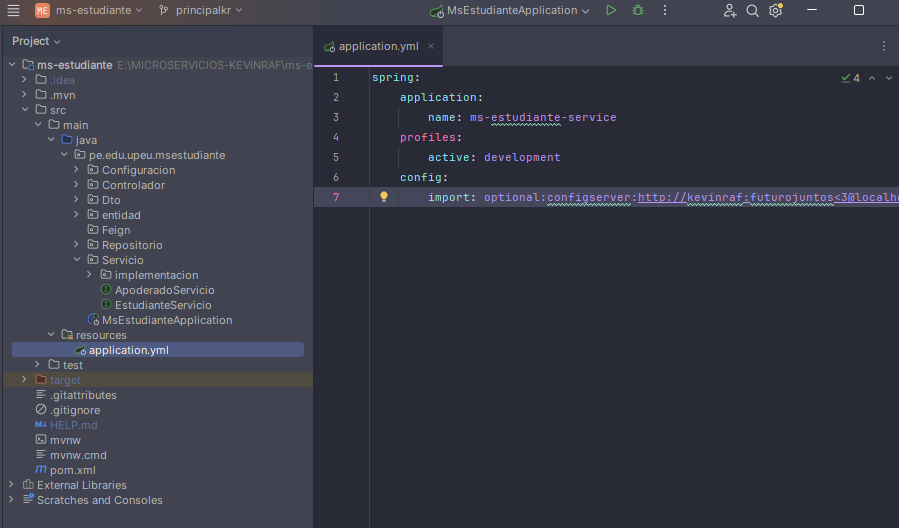 ME ms-estudiante principalkr MsEstudianteApplication
Project
application.yml
ms-estudiante E:\MICROSERVICIOS-KEVINRAF\ms-e
.idea
.mvn
src
main
java
pe.edu.upeu.msestudiante
Configuracion
Controlador
Dto
entidad
Feign
Repositorio
Servicio
implementacion
ApoderadoServicio
EstudianteServicio
MsEstudianteApplication
resources
application.yml
test
target
.gitattributes
.gitignore
HELP.md
mvnw
mvnw.cmd
pom.xml
External Libraries
Scratches and Consoles
1 spring:
2 application:
3 name: ms-estudiante-service
4 profiles:
5 active: development
6 config:
7 import: optional:configserver:http://kevinraf:futurojuntos<3@localho
4